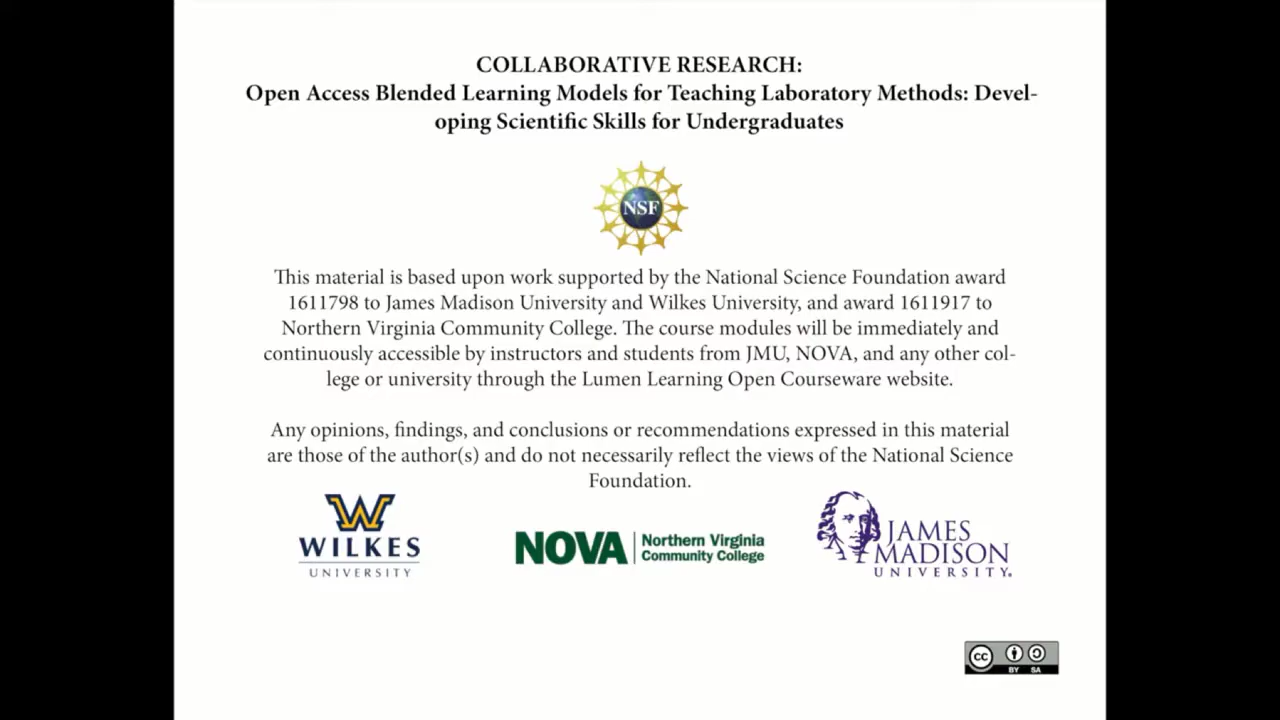 COLLABORATIVE RESEARCH:
Open Access Blended Learning Models for Teaching Laboratory Methods: Devel-
oping Scientific Skills for Undergraduates
NSF
This material is based upon work supported by the National Science Foundation award
1611798 to James Madison University and Wilkes University, and award 1611917 to
Northern Virginia Community College. The course modules will be immediately and
continuously accessible by instructors and students from JMU, NOVA, and any other col-
lege or university through the Lumen Learning Open Courseware website.
Any opinions, findings, and conclusions or recommendations expressed in this material
are those of the author(s) and do not necessarily reflect the views of the National Science
Foundation.
W
WILKES
UNIVERSITY
NOVA
Northern Virginia
Community College
JAMES
MADISON
UNIVERSITY.
cc
BY SA